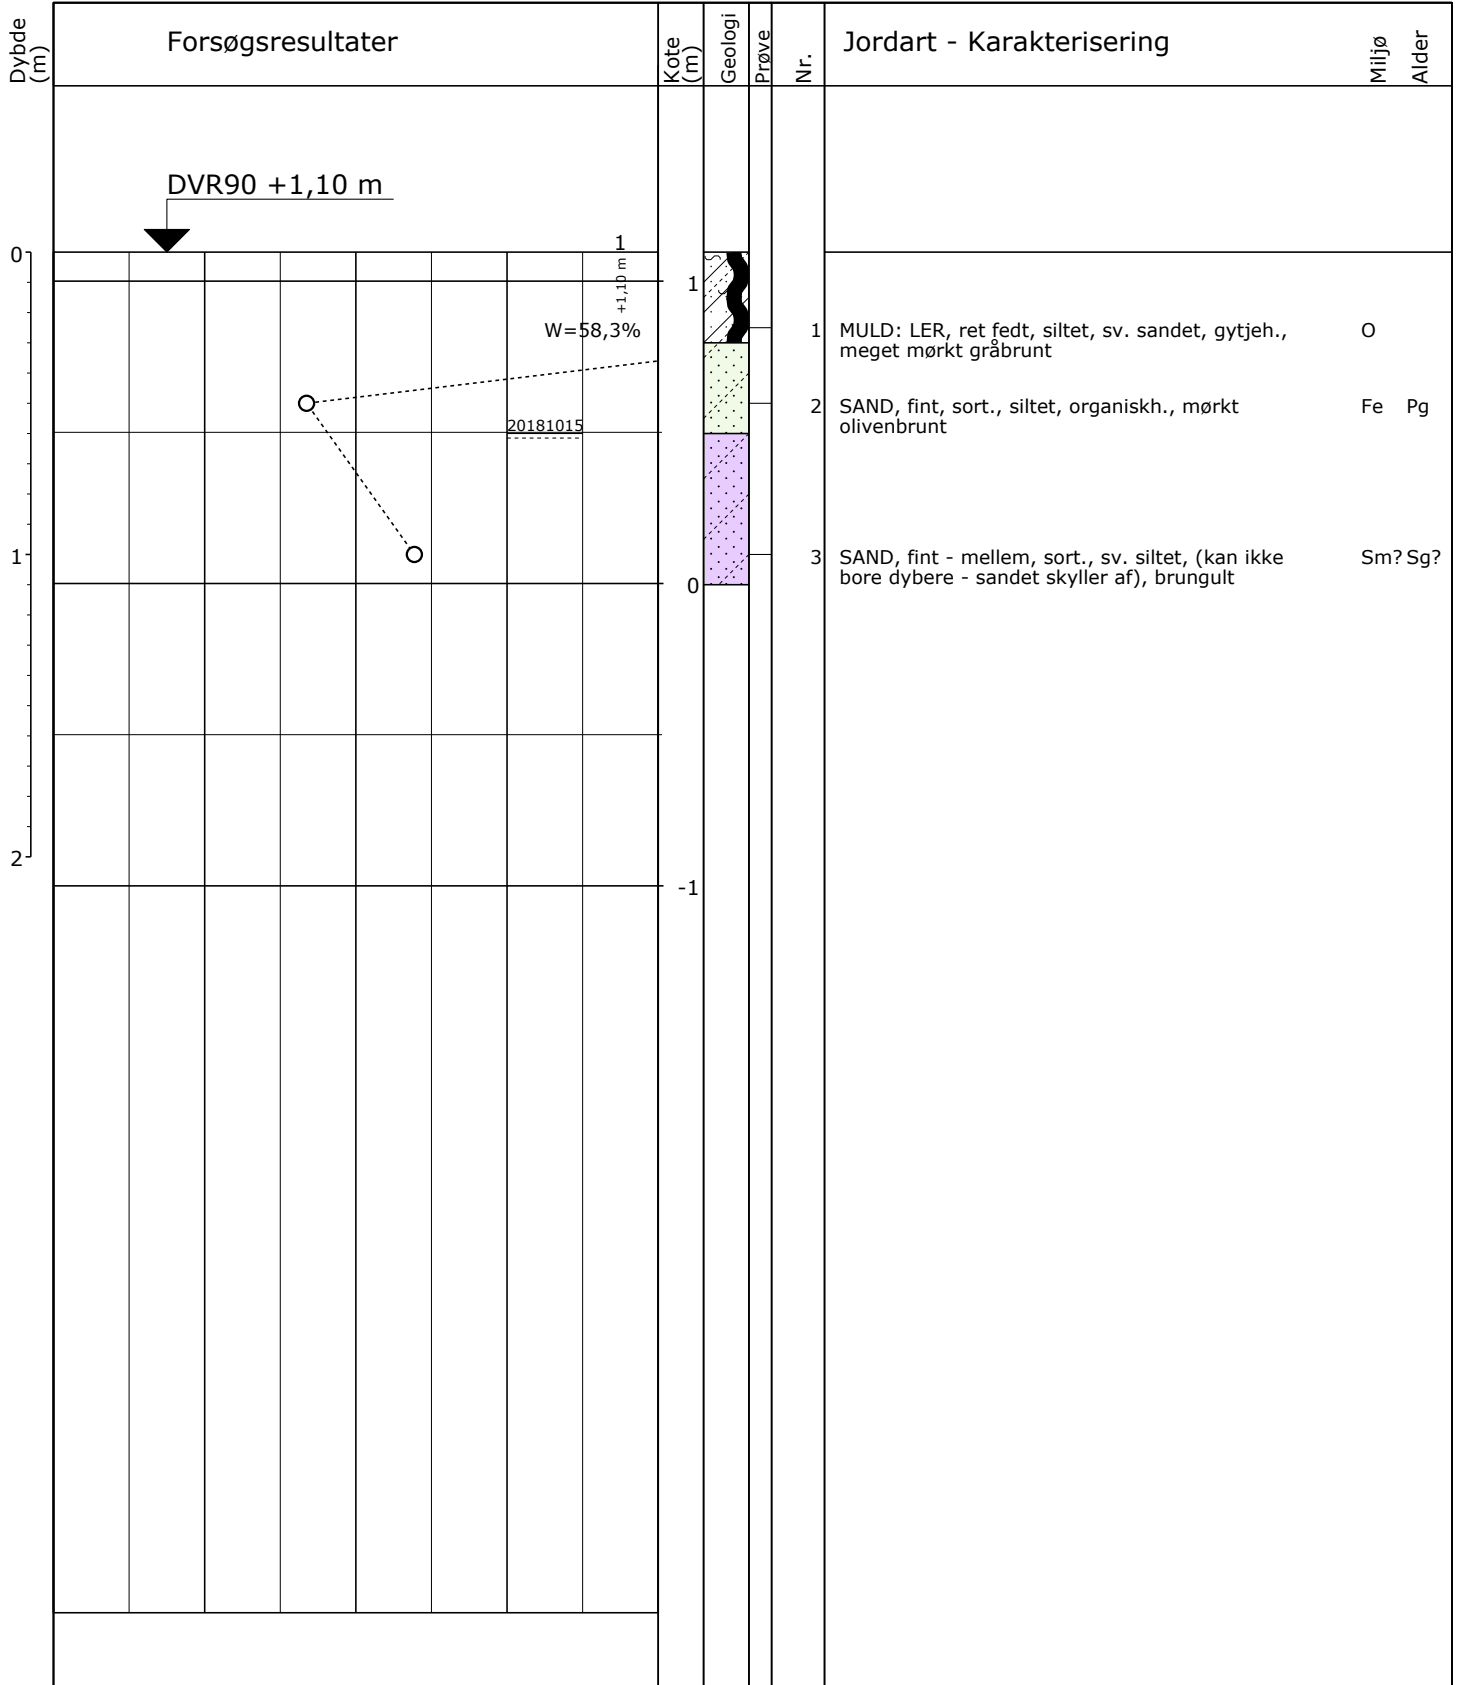 Dybde
(m)
Forsøgsresultater
Kote
(m)
Geologi
Prøve
Nr.
Jordart - Karakterisering
Miljø
Alder
DVR90 +1,10 m
0
1
+1,10 m
1
W=58,3%
1
MULD: LER, ret fedt, siltet, sv. sandet, gytjeh.,
meget mørkt gråbrunt
O
2
SAND, fint, sort., siltet, organiskh., mørkt
olivenbrunt
Fe
Pg
20181015
1
3
SAND, fint - mellem, sort., sv. siltet, (kan ikke
bore dybere - sandet skyller af), brungult
Sm?
Sg?
0
2
-1